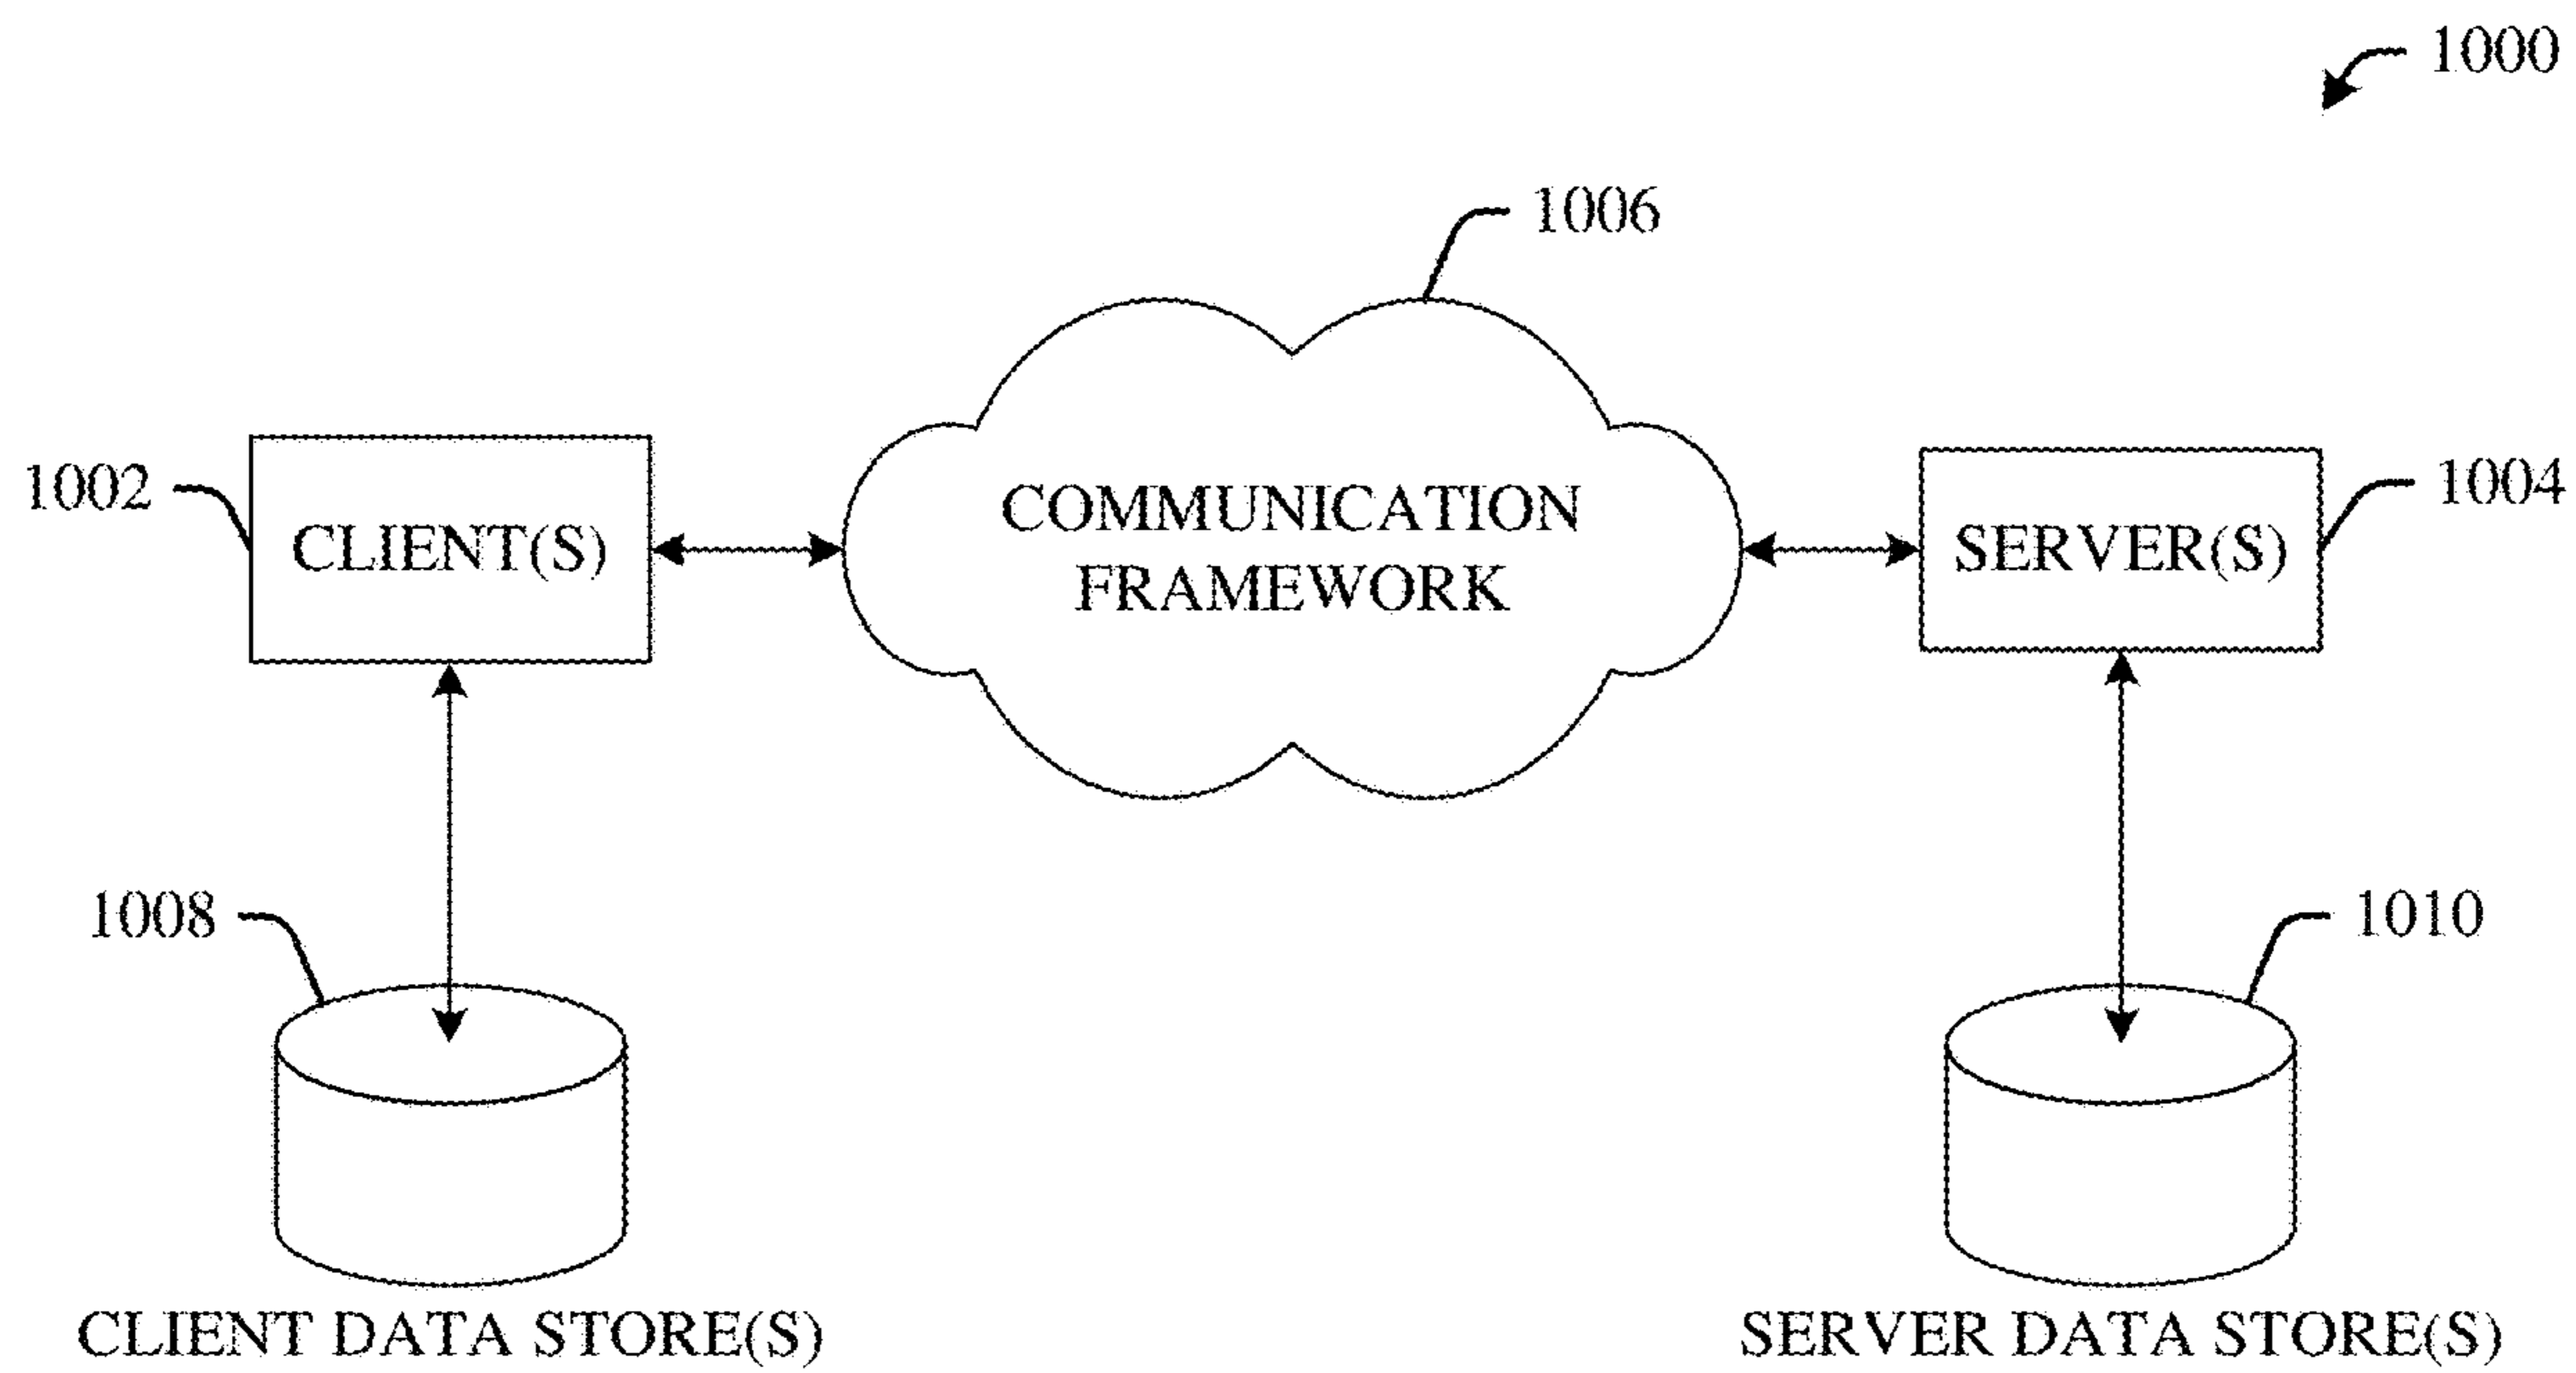 1000
1006
1002
CLIENT(S)
COMMUNICATION
FRAMEWORK
SERVER(S)
1004
1008
1010
CLIENT DATA STORE(S)
SERVER DATA STORE(S)